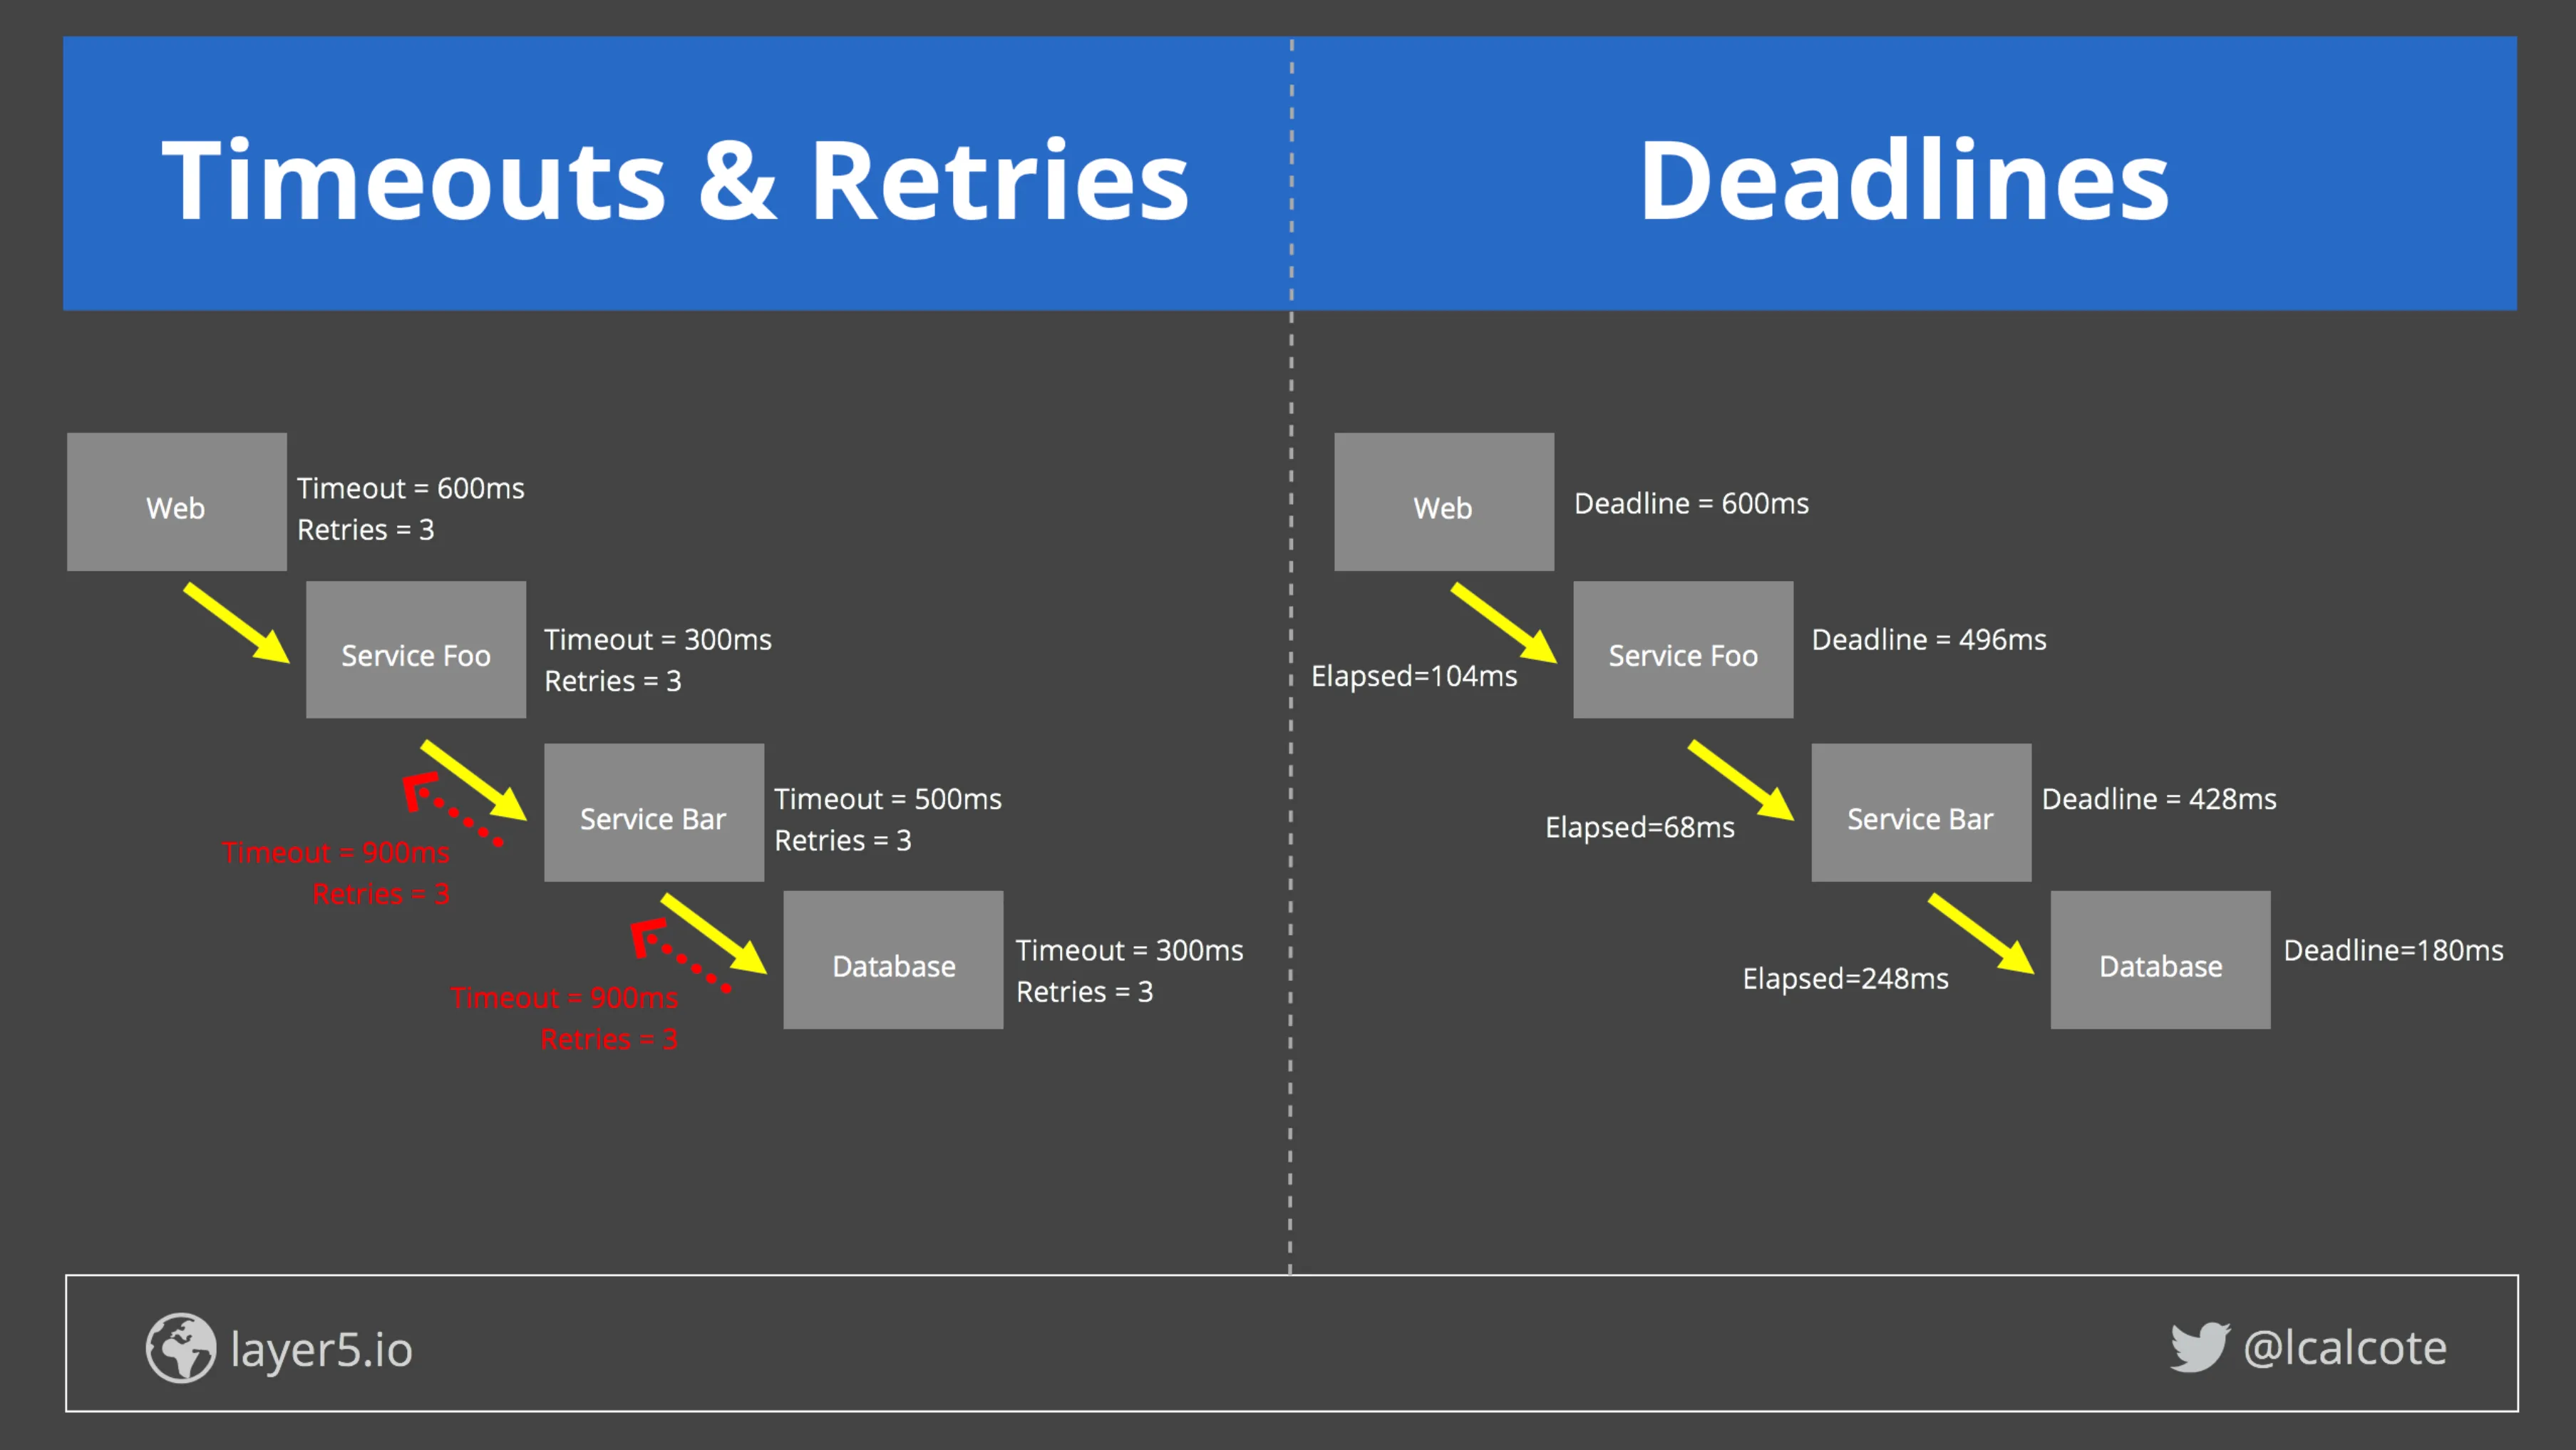 Timeouts & Retries
Web
Timeout = 600ms
Retries = 3
Service Foo
Timeout = 300ms
Retries = 3
Service Bar
Timeout = 500ms
Retries = 3
Timeout = 900ms
Retries = 3
Database
Timeout = 300ms
Retries = 3
Timeout = 900ms
Retries = 3
Deadlines
Web
Deadline = 600ms
Elapsed=104ms
Service Foo
Deadline = 496ms
Elapsed=68ms
Service Bar
Deadline = 428ms
Elapsed=248ms
Database
Deadline=180ms
layer5.io
@lcalcote